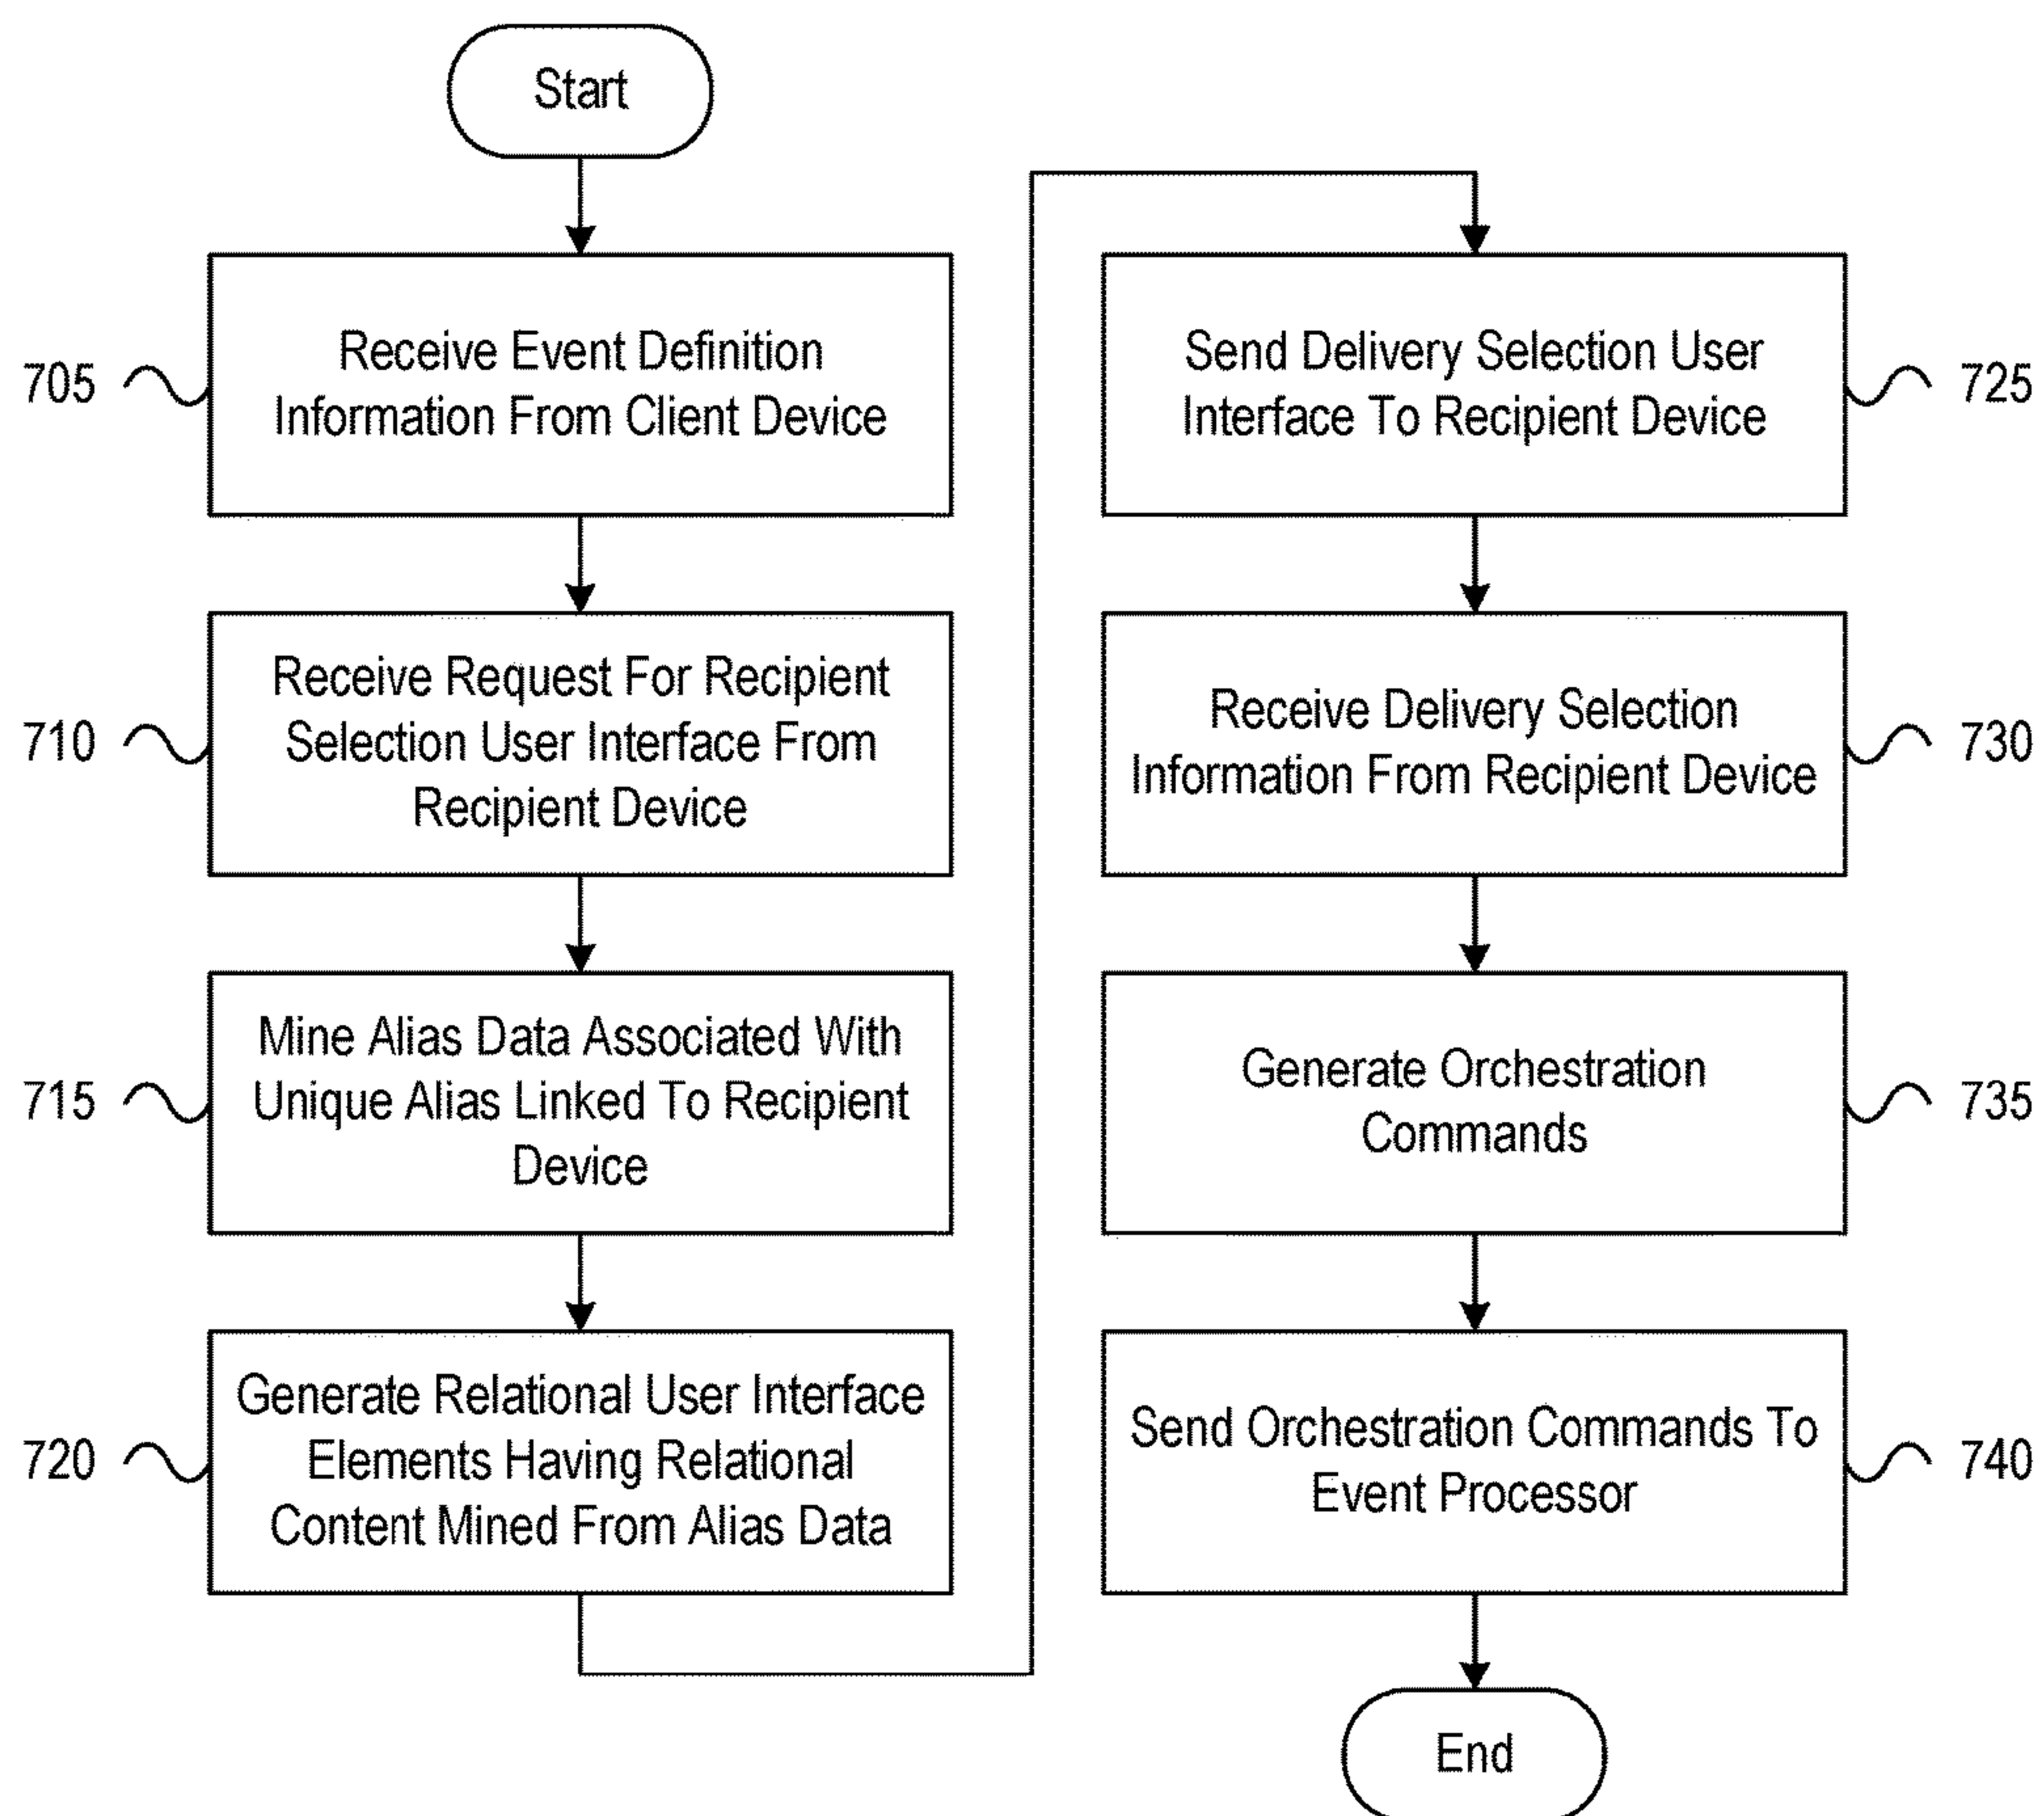 Start
705
Receive Event Definition
Information From Client Device
710
Receive Request For Recipient
Selection User Interface From
Recipient Device
715
Mine Alias Data Associated With
Unique Alias Linked To Recipient
Device
720
Generate Relational User Interface
Elements Having Relational
Content Mined From Alias Data
Send Delivery Selection User
Interface To Recipient Device
725
Receive Delivery Selection
Information From Recipient Device
730
Generate Orchestration
Commands
735
Send Orchestration Commands To
Event Processor
740
End